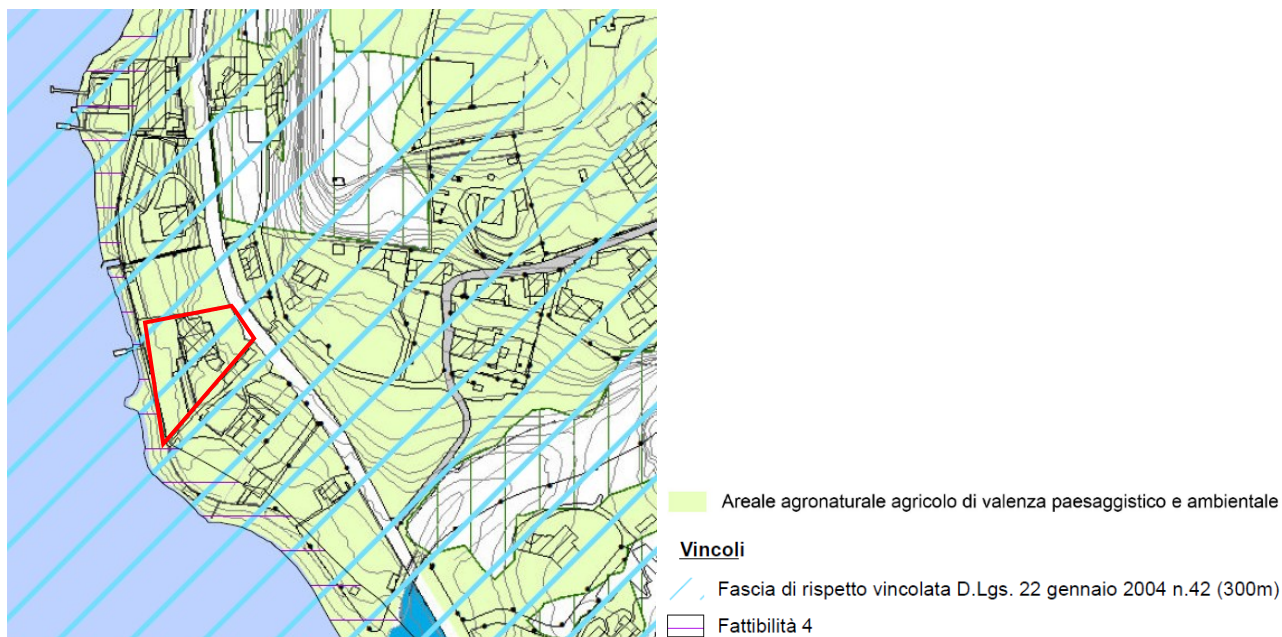 Areale agronaturale agricolo di valenza paesaggistico e ambientale
Vincoli
Fascia di rispetto vincolata D.Lgs. 22 gennaio 2004 n.42 (300m)
Fattibilità 4